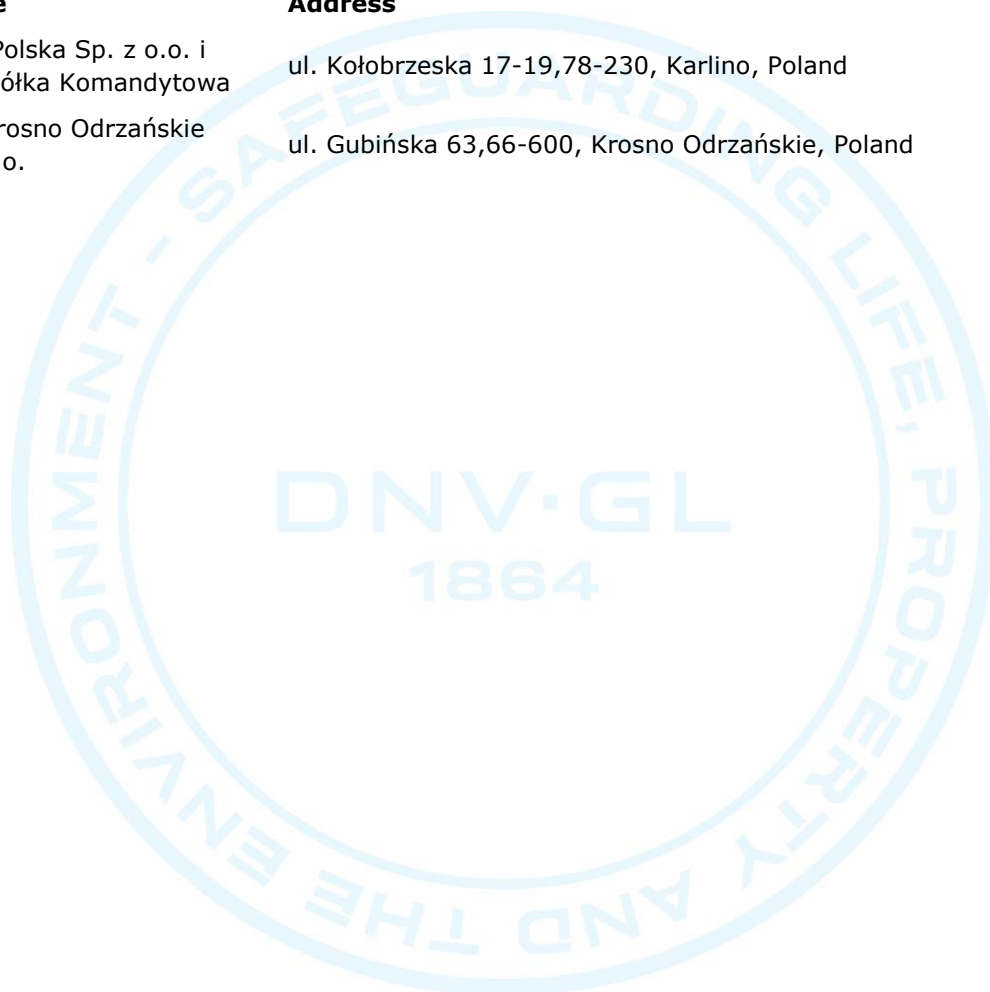 Address
Polska Sp. z o.o. i
ółka Komandytowa
ul. Kołobrzeska 17-19,78-230, Karlino, Poland
rosno Odrzańskie
o.
ul. Gubińska 63,66-600, Krosno Odrzańskie, Poland
SAFEGUARDING LIFE, PROPERTY AND THE ENVIRONMENT -
DNV·GL
1864